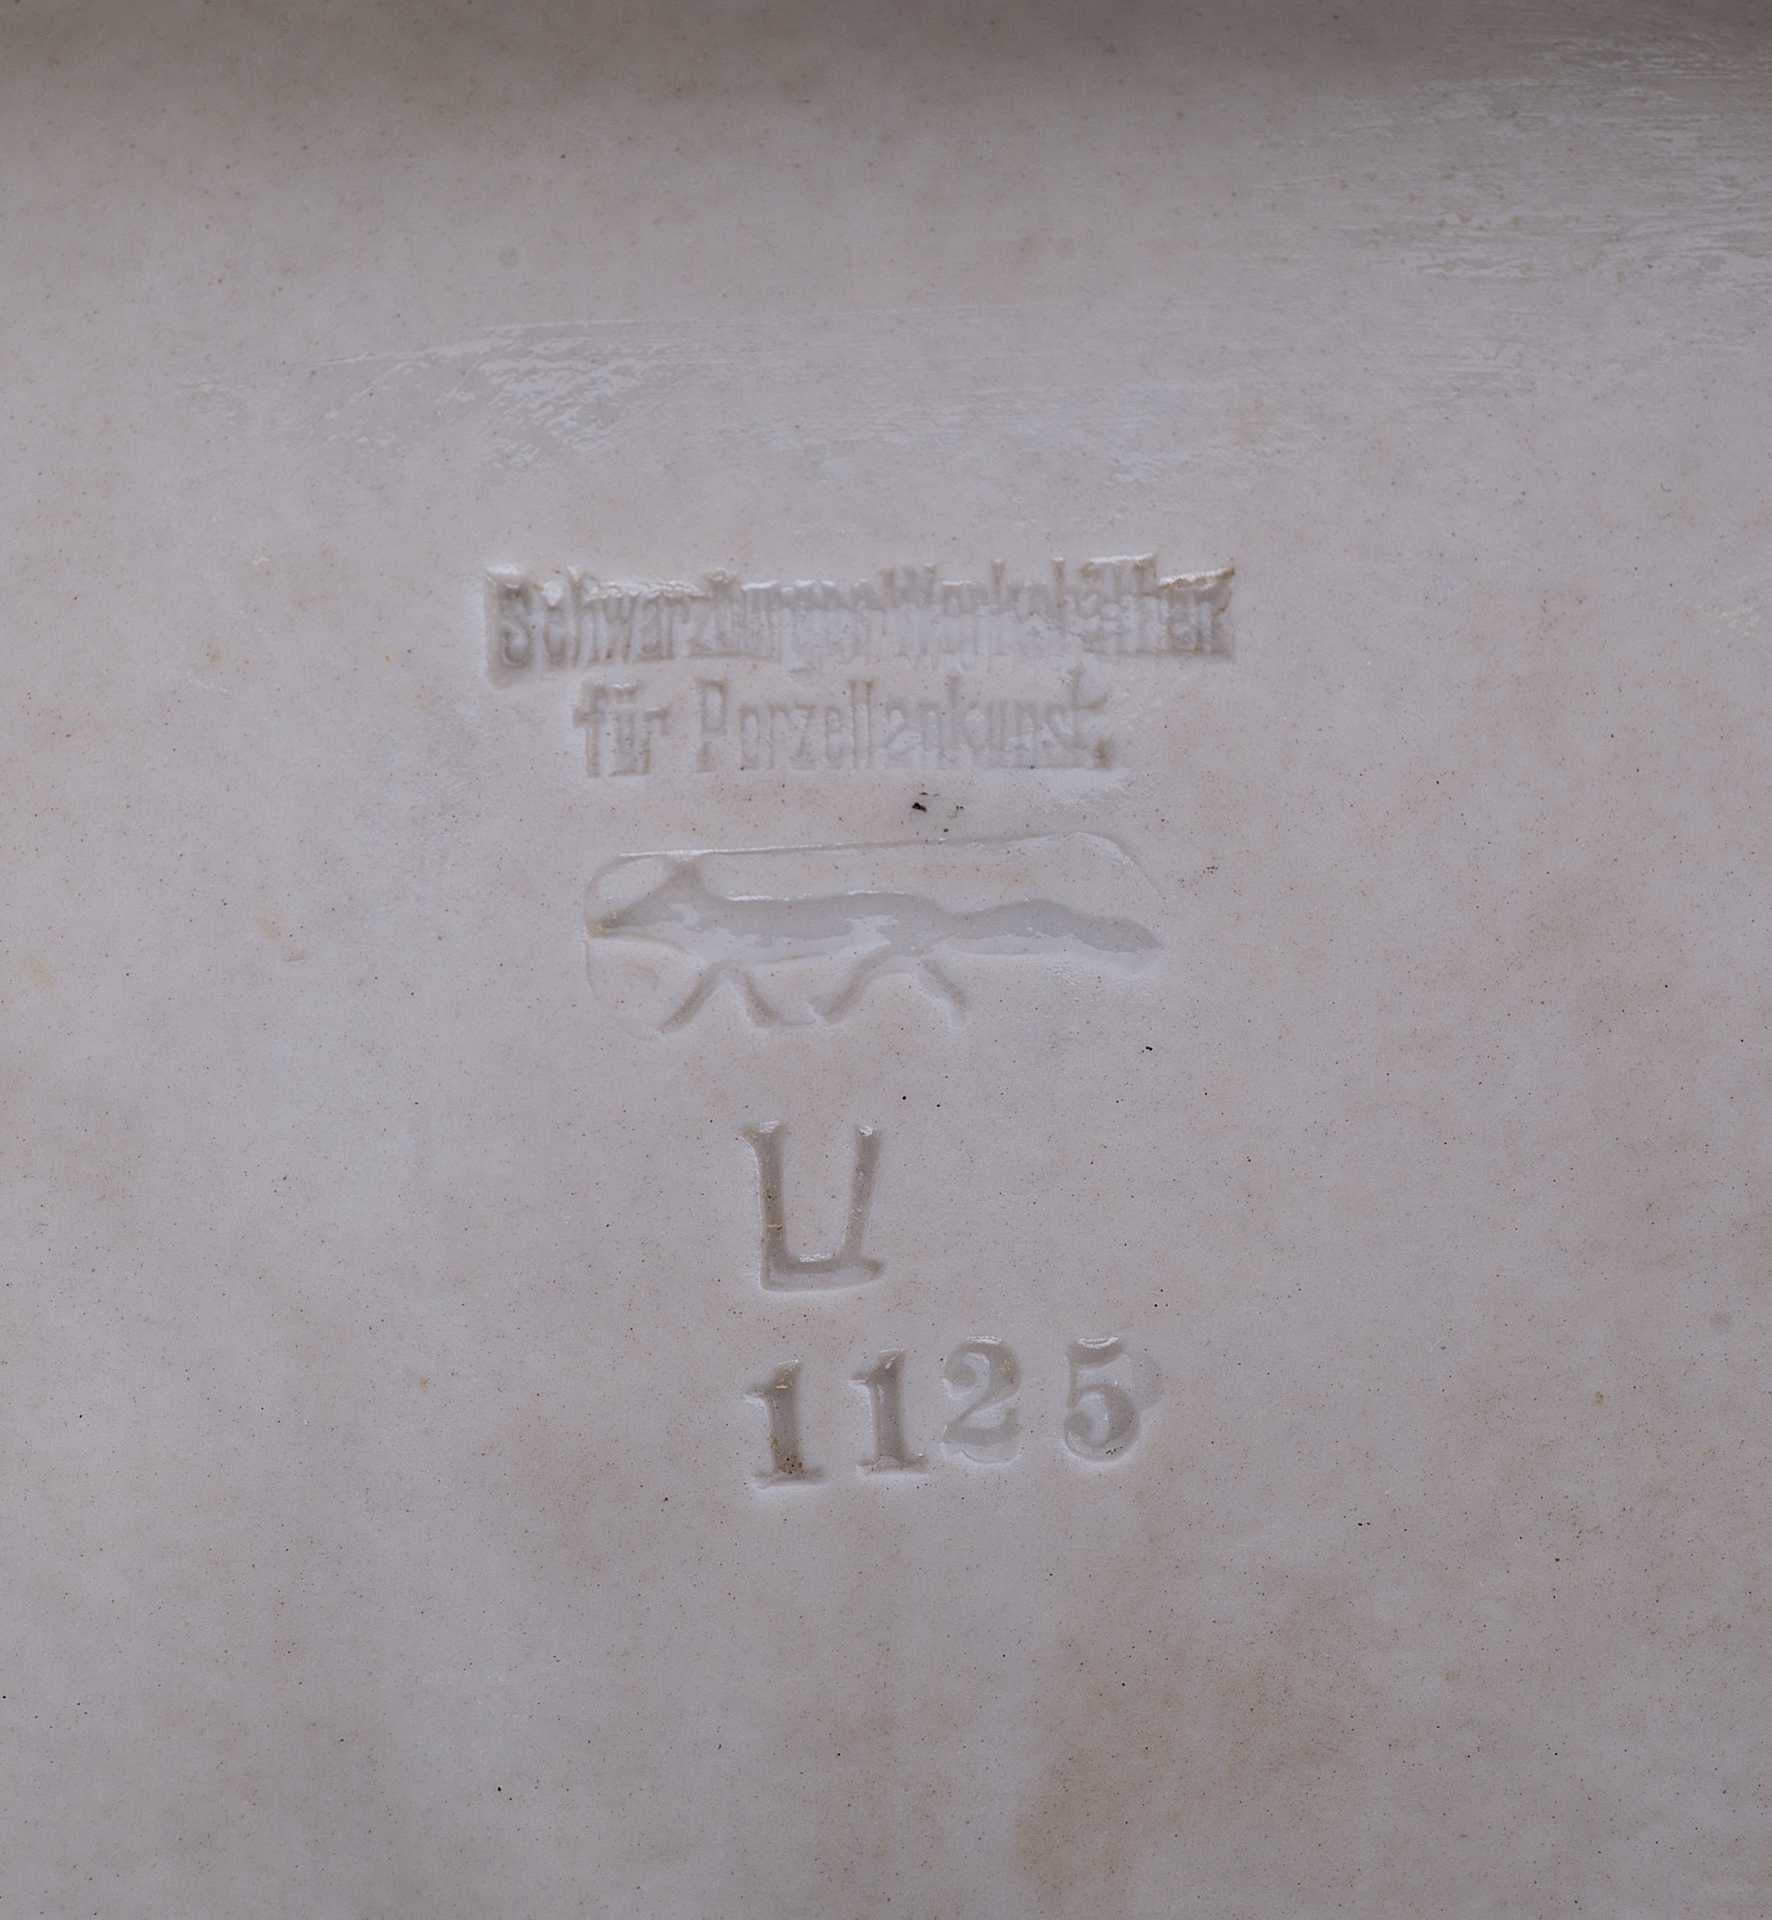 Schwarzburger Werkstätten
für Porzellankunst
U
1125